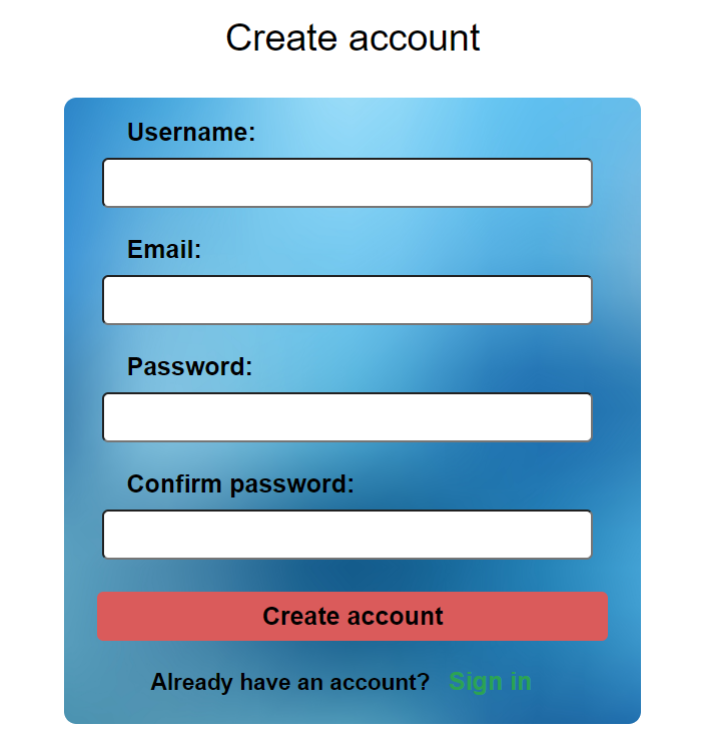 Create account
Username:
Email:
Password:
Confirm password:
Create account
Already have an account? Sign in